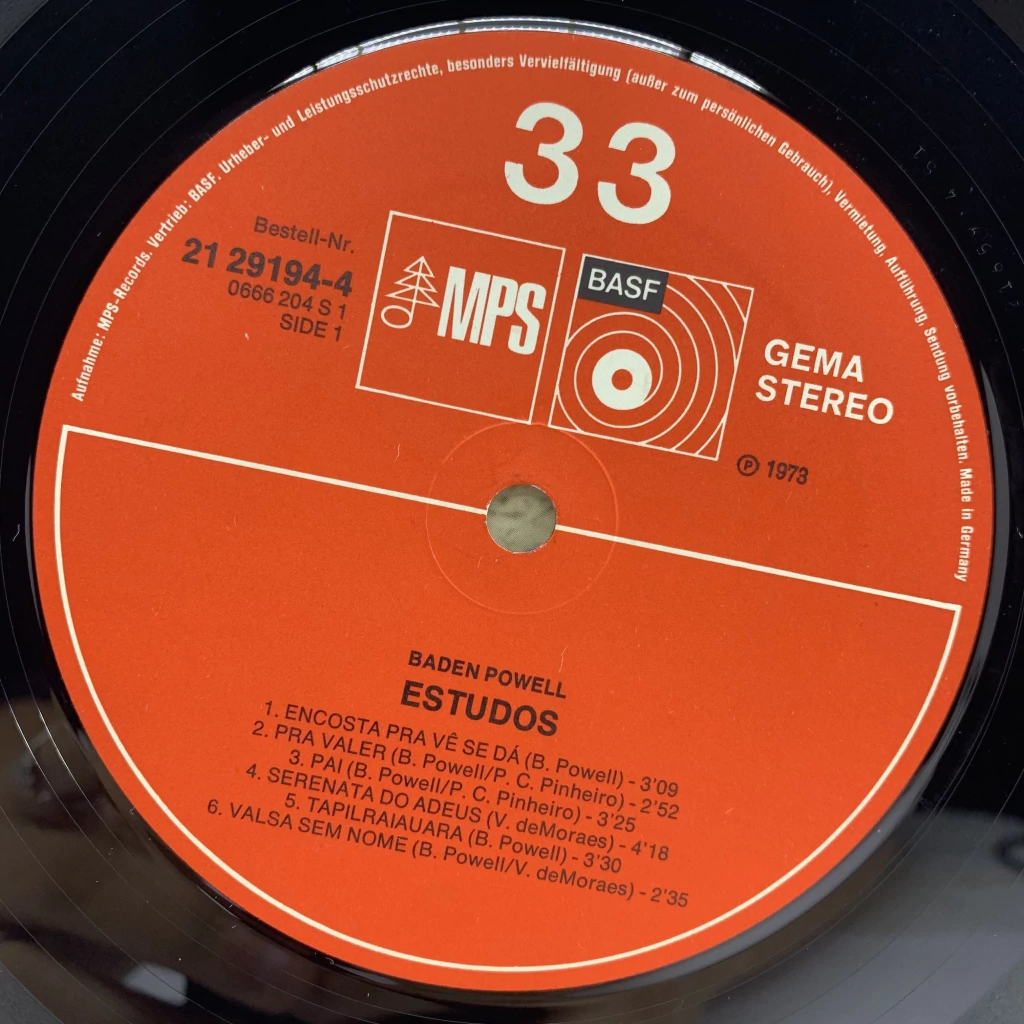 Aufnahme: MPS-Records. Vertrieb: BASF. Urheber- und Leistungsschutzrechte, besonders Vervielfältigung (außer zum persönlichen Gebrauch), Vermietung, Aufführung, Sendung vorbehalten. Made in Germany
33
Bestell-Nr.
21 29194-4
0666 204 S 1
SIDE 1
MPS
BASF
GEMA
STEREO
℗ 1973
BADEN POWELL
ESTUDOS
1. ENCOSTA PRA VÊ SE DÁ (B. Powell) - 3'09
2. PRA VALER (B. Powell/P. C. Pinheiro) - 2'52
3. PAI (B. Powell/P. C. Pinheiro) - 3'25
4. SERENATA DO ADEUS (V. deMoraes) - 4'18
5. TAPILRAIAUARA (B. Powell) - 3'30
6. VALSA SEM NOME (B. Powell/V. deMoraes) - 2'35